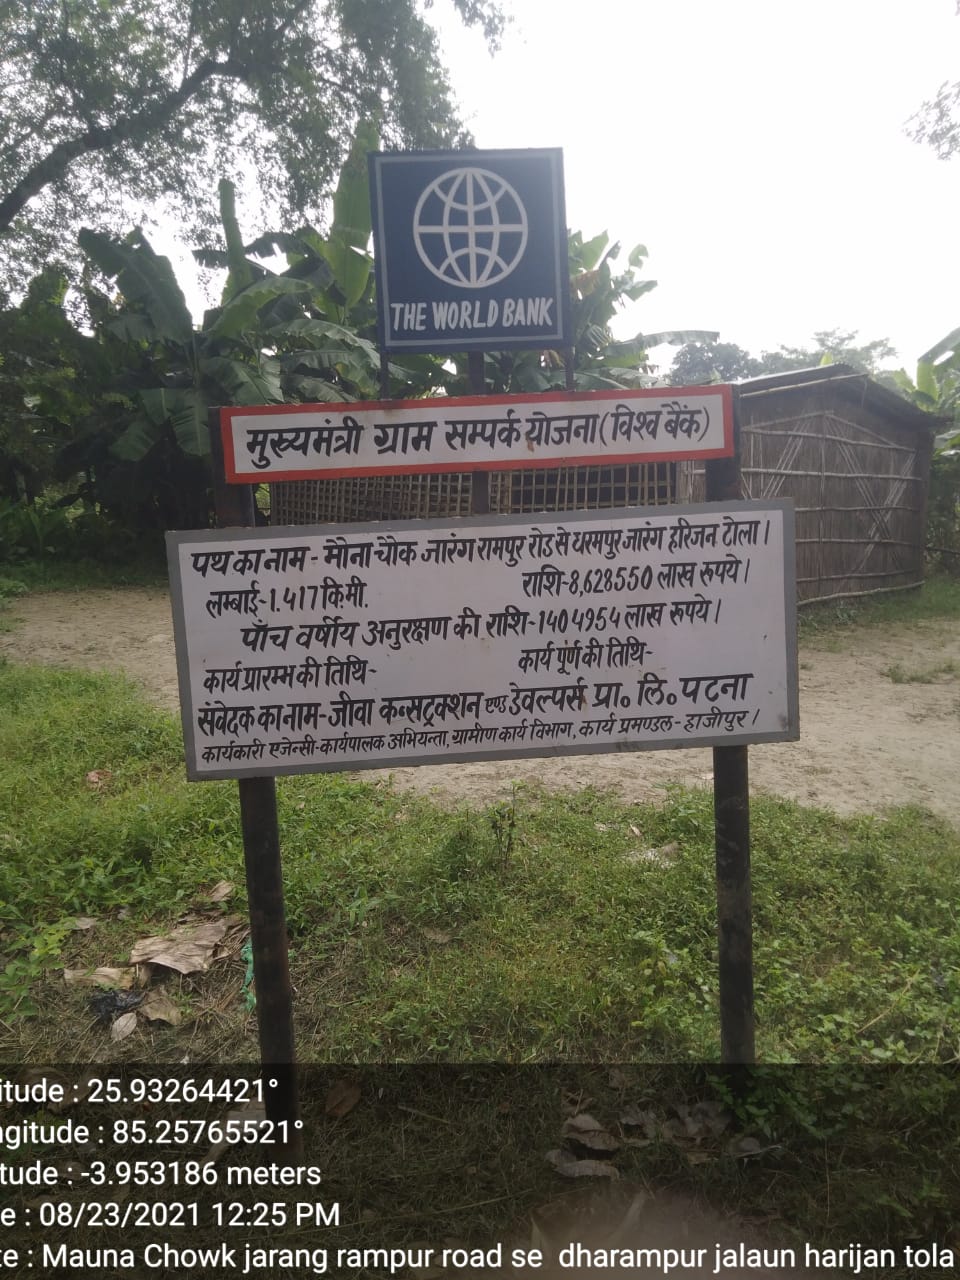 THE WORLD BANK
मुख्यमंत्री ग्राम सम्पर्क योजना (विश्व बैंक)
पथ का नाम - मौना चौक जारंग रामपुर रोड से धरमपुर जारंग हरिजन टोला।
लम्बाई-1.417 कि.मी. राशि-8,628550 लाख रूपये।
पाँच वर्षीय अनुरक्षण की राशि-1404954 लाख रूपये।
कार्य प्रारम्भ की तिथि- कार्य पूर्ण की तिथि-
संवेदक का नाम-जीवा कन्सट्रक्शन एण्ड डेवल्पर्स प्रा॰ लि॰ पटना
कार्यकारी एजेन्सी-कार्यपालक अभियन्ता, ग्रामीण कार्य विभाग, कार्य प्रमण्डल-हाजीपुर।
itude : 25.93264421°
ngitude : 85.25765521°
tude : -3.953186 meters
e : 08/23/2021 12:25 PM
te : Mauna Chowk jarang rampur road se dharampur jalaun harijan tola